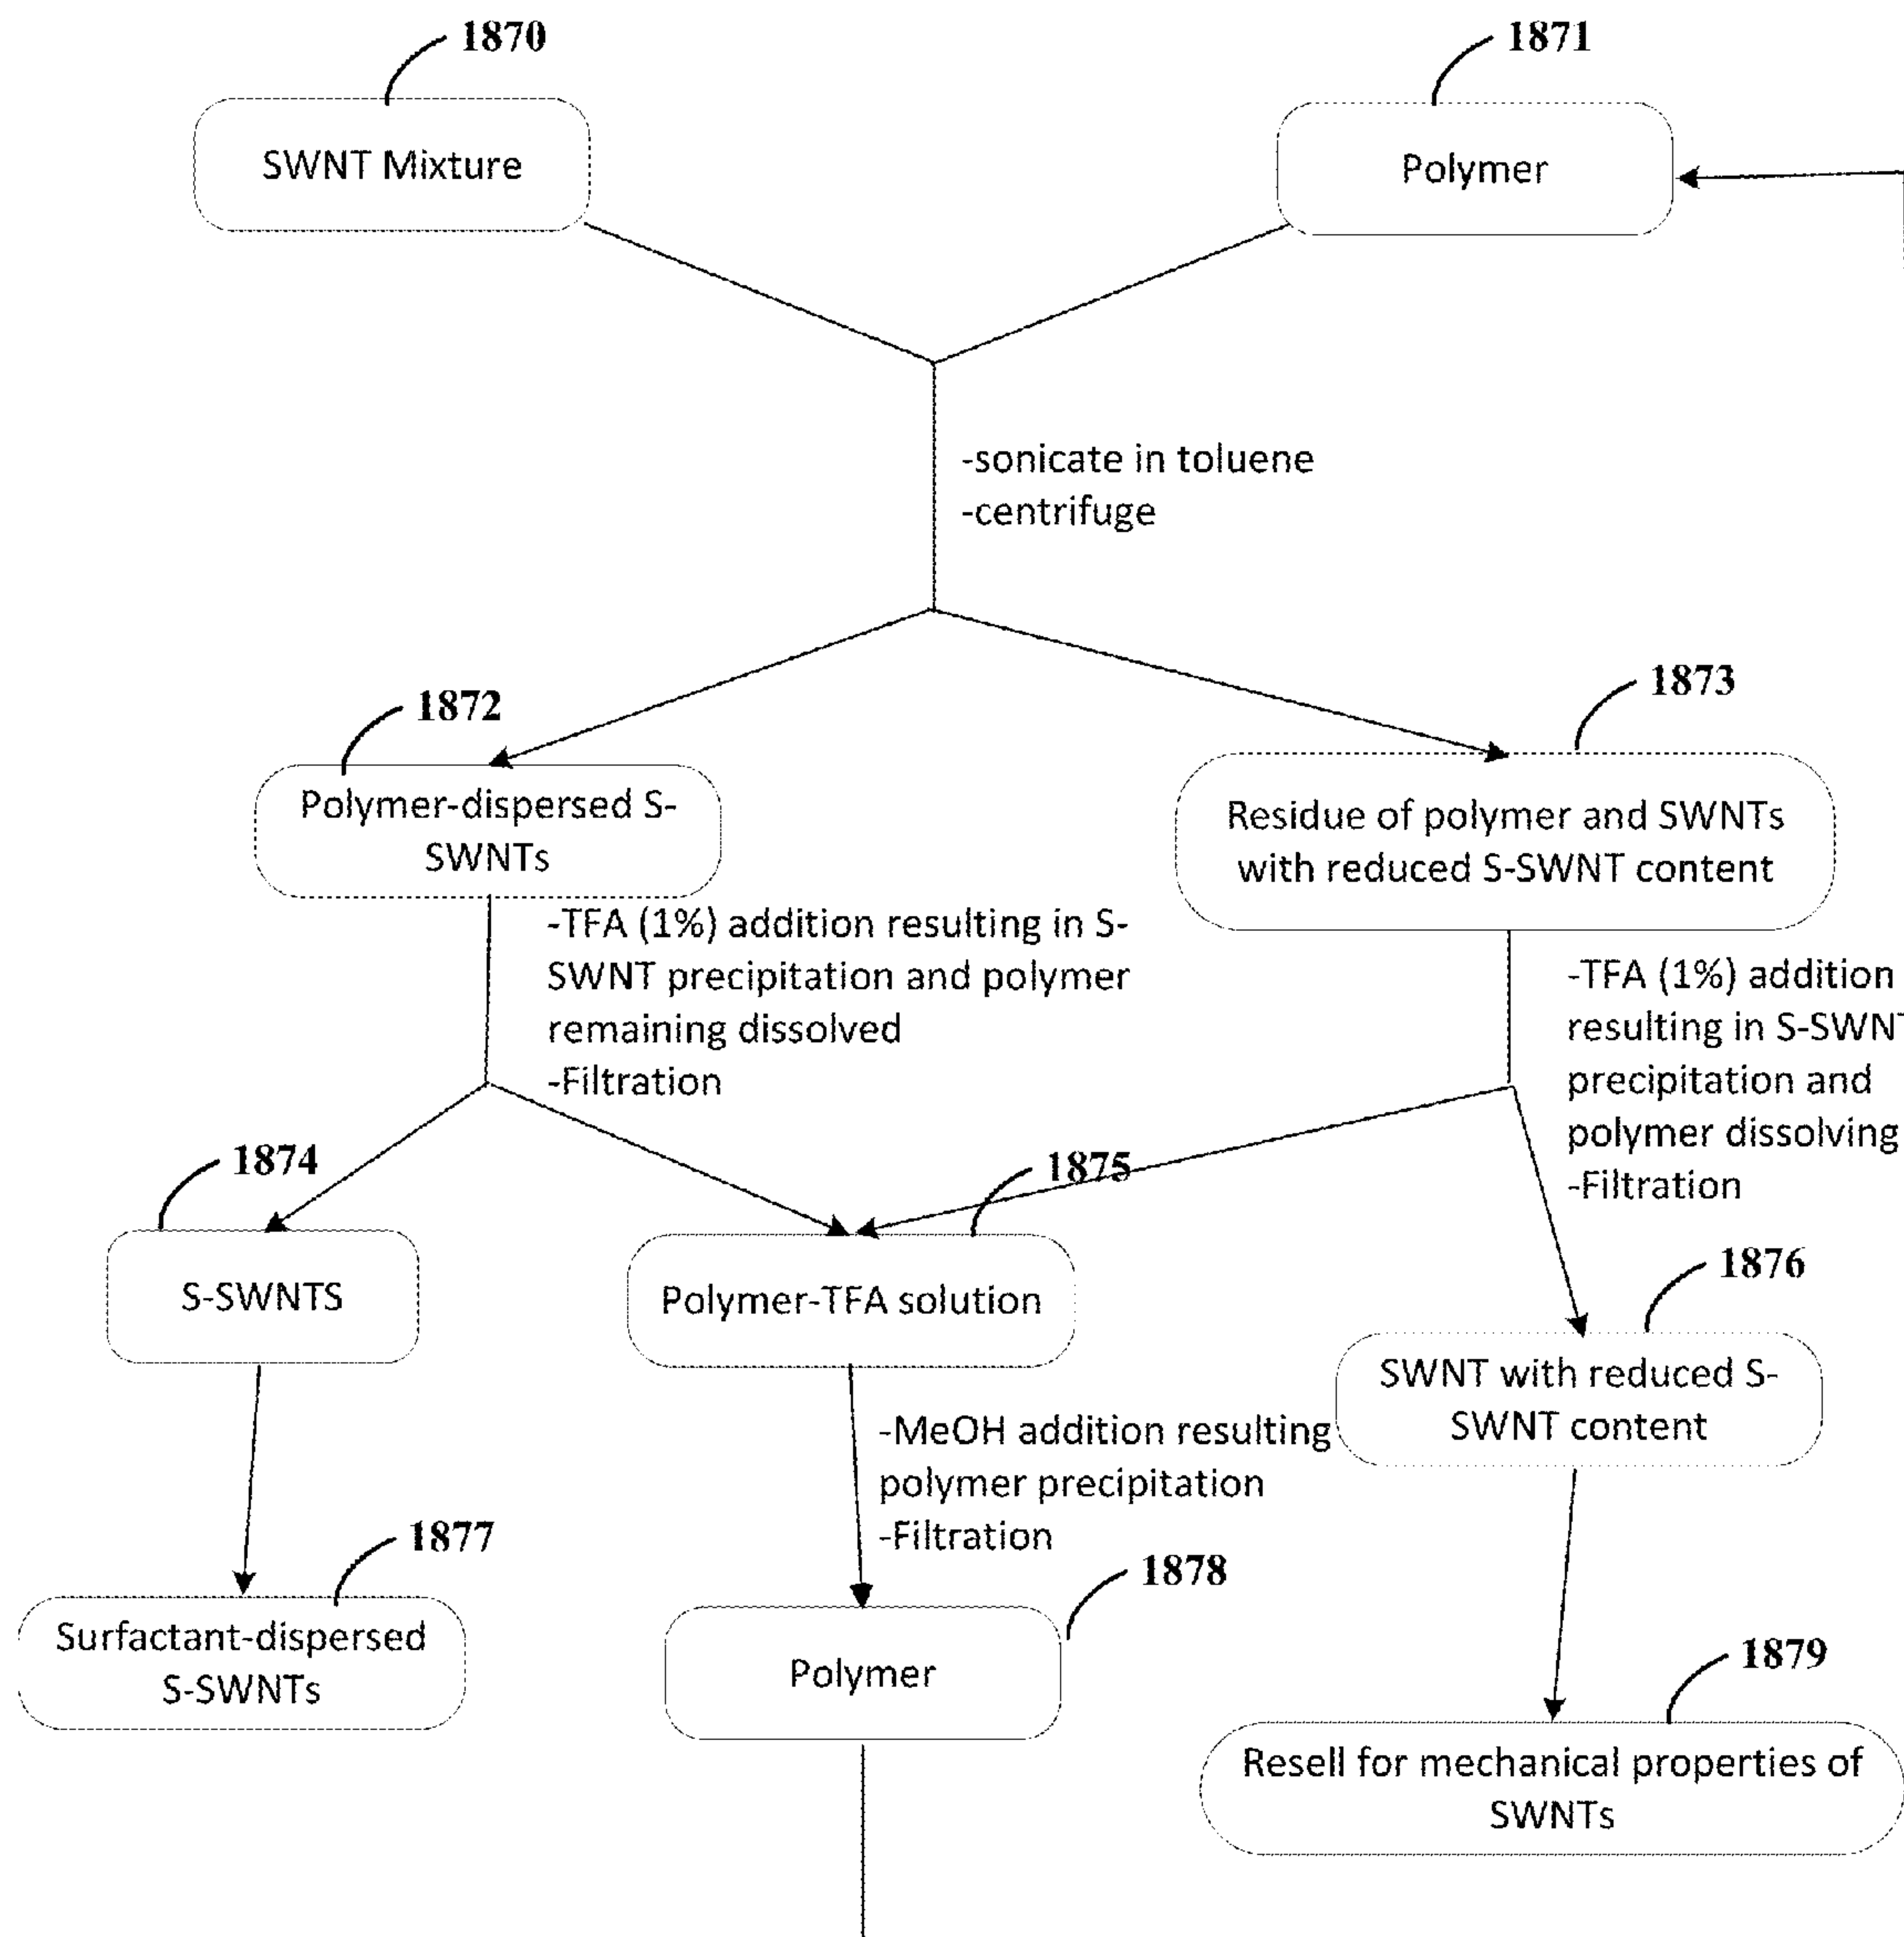 1870
1871
SWNT Mixture
Polymer
-sonicate in toluene
-centrifuge
1872
1873
Polymer-dispersed S-
SWNTs
Residue of polymer and SWNTs
with reduced S-SWNT content
-TFA (1%) addition resulting in S-
SWNT precipitation and polymer
remaining dissolved
-Filtration
-TFA (1%) addition
resulting in S-SWNT
precipitation and
polymer dissolving
-Filtration
1874
1875
1876
S-SWNTS
Polymer-TFA solution
SWNT with reduced S-
SWNT content
-MeOH addition resulting
polymer precipitation
-Filtration
1877
1878
1879
Surfactant-dispersed
S-SWNTs
Polymer
Resell for mechanical properties of
SWNTs